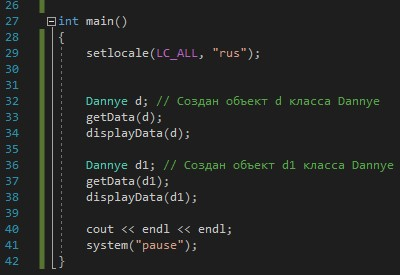 26
27 int main()
28 {
29 setlocale(LC_ALL, "rus");
30
31
32 Dannye d; // Создан объект d класса Dannye
33 getData(d);
34 displayData(d);
35
36 Dannye d1; // Создан объект d1 класса Dannye
37 getData(d1);
38 displayData(d1);
39
40 cout << endl << endl;
41 system("pause");
42 }